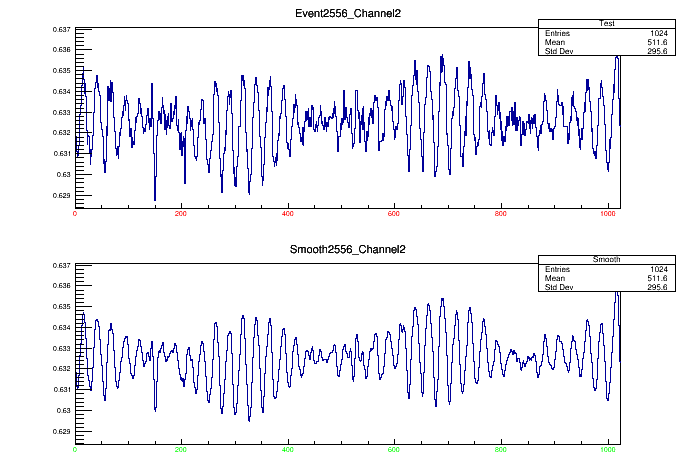 Event2556_Channel2
Test
Entries 1024
Mean 511.6
Std Dev 295.6
0.637
0.636
0.635
0.634
0.633
0.632
0.631
0.63
0.629
0 200 400 600 800 1000
Smooth2556_Channel2
Smooth
Entries 1024
Mean 511.6
Std Dev 295.6
0.637
0.636
0.635
0.634
0.633
0.632
0.631
0.63
0.629
0 200 400 600 800 1000